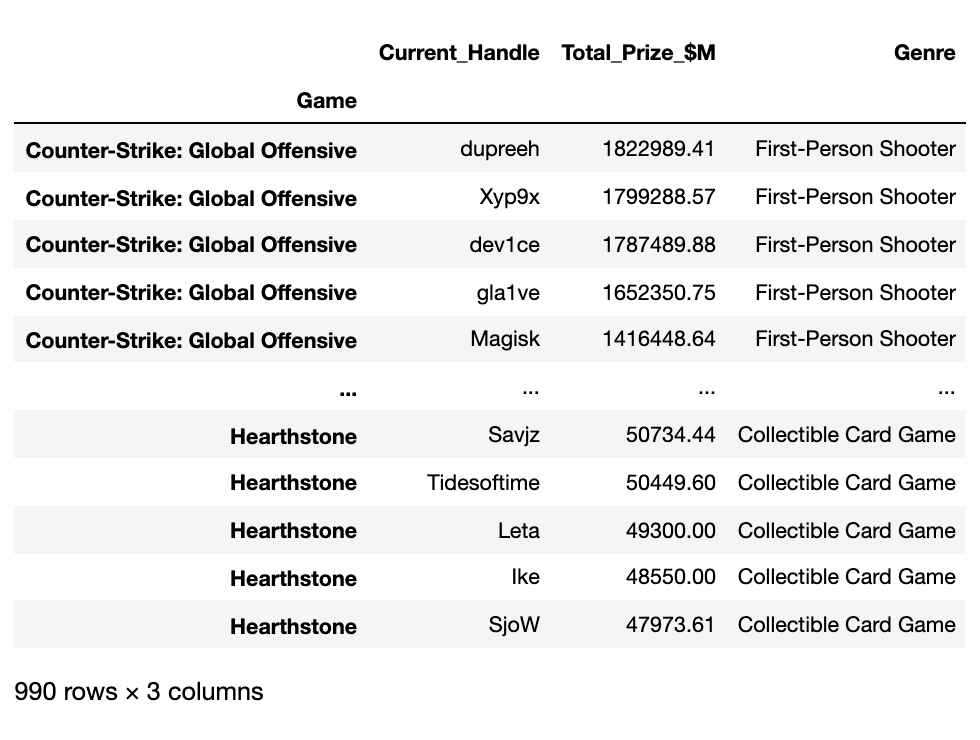 Current_Handle Total_Prize_$M Genre
Game
Counter-Strike: Global Offensive dupreeh 1822989.41 First-Person Shooter
Counter-Strike: Global Offensive Xyp9x 1799288.57 First-Person Shooter
Counter-Strike: Global Offensive dev1ce 1787489.88 First-Person Shooter
Counter-Strike: Global Offensive gla1ve 1652350.75 First-Person Shooter
Counter-Strike: Global Offensive Magisk 1416448.64 First-Person Shooter
... ... ... ...
Hearthstone Savjz 50734.44 Collectible Card Game
Hearthstone Tidesoftime 50449.60 Collectible Card Game
Hearthstone Leta 49300.00 Collectible Card Game
Hearthstone Ike 48550.00 Collectible Card Game
Hearthstone SjoW 47973.61 Collectible Card Game
990 rows × 3 columns